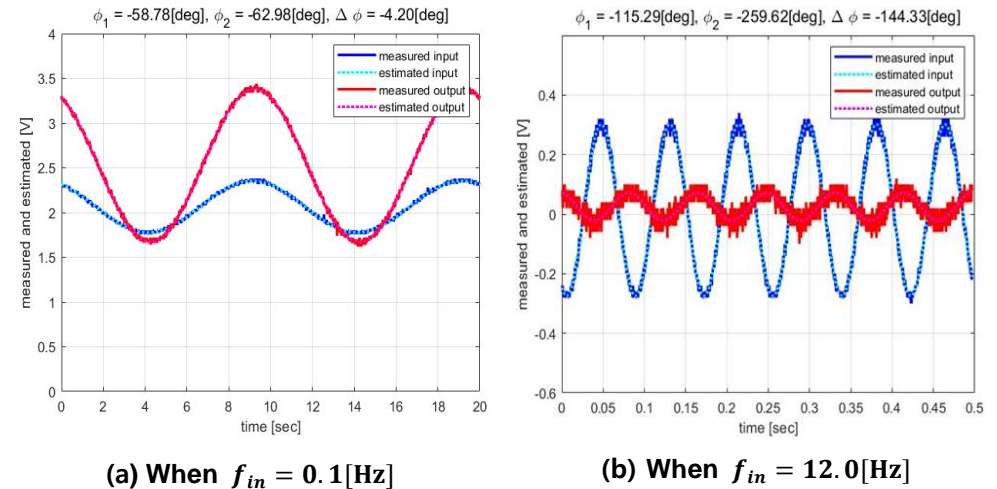 ϕ1 = -58.78[deg], ϕ2 = -62.98[deg], Δ ϕ = -4.20[deg]
measured input
estimated input
measured output
estimated output
measured and estimated [V]
4
3.5
3
2.5
2
1.5
1
0.5
0
0 2 4 6 8 10 12 14 16 18 20
time [sec]
(a) When f_in = 0.1[Hz]
ϕ1 = -115.29[deg], ϕ2 = -259.62[deg], Δ ϕ = -144.33[deg]
measured input
estimated input
measured output
estimated output
measured and estimated [V]
0.4
0.2
0
-0.2
-0.4
-0.6
0 0.05 0.1 0.15 0.2 0.25 0.3 0.35 0.4 0.45 0.5
time [sec]
(b) When f_in = 12.0[Hz]